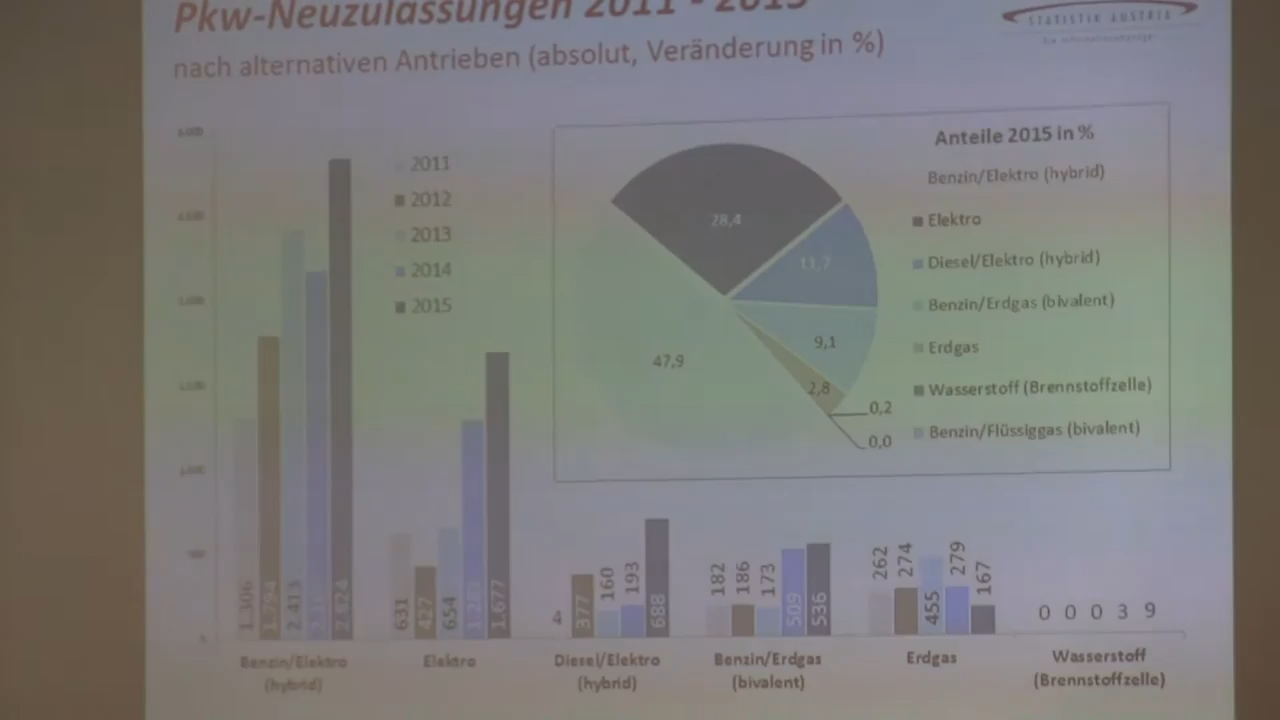 Pkw-Neuzulassungen 2011 - 2015
nach alternativen Antrieben (absolut, Veränderung in %)
STATISTIK AUSTRIA
2011
2012
2013
2014
2015
Anteile 2015 in %
Benzin/Elektro (hybrid)
Elektro
Diesel/Elektro (hybrid)
Benzin/Erdgas (bivalent)
Erdgas
Wasserstoff (Brennstoffzelle)
Benzin/Flüssiggas (bivalent)
28,4
11,7
9,1
47,9
2,8
0,2
0,0
1.306
1.764
2.413
2.824
631
427
654
1.677
4
377
160
193
688
182
186
173
509
536
262
274
455
279
167
0 0 0 3 9
Benzin/Elektro
(hybrid)
Elektro
Diesel/Elektro
(hybrid)
Benzin/Erdgas
(bivalent)
Erdgas
Wasserstoff
(Brennstoffzelle)